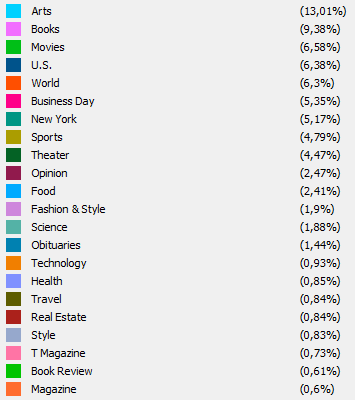 Arts (13,01%)
Books (9,38%)
Movies (6,58%)
U.S. (6,38%)
World (6,3%)
Business Day (5,35%)
New York (5,17%)
Sports (4,79%)
Theater (4,47%)
Opinion (2,47%)
Food (2,41%)
Fashion & Style (1,9%)
Science (1,88%)
Obituaries (1,44%)
Technology (0,93%)
Health (0,85%)
Travel (0,84%)
Real Estate (0,84%)
Style (0,83%)
T Magazine (0,73%)
Book Review (0,61%)
Magazine (0,6%)